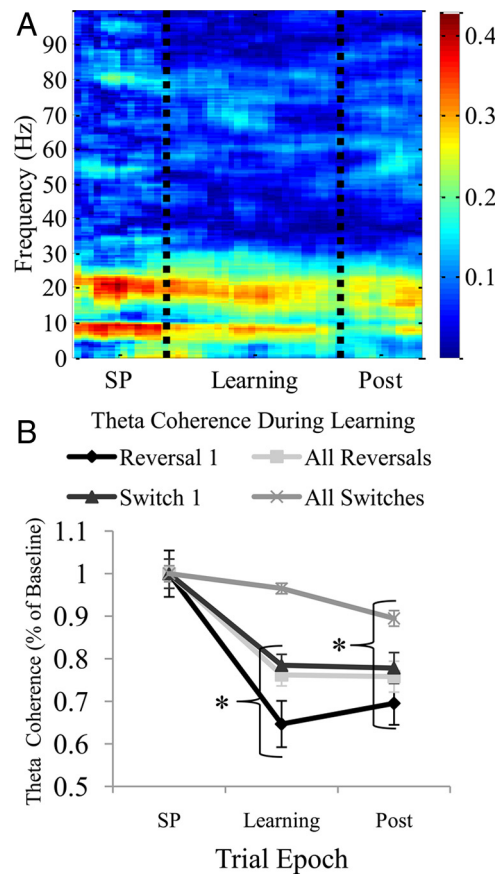 A
Frequency (Hz)
90
80
70
60
50
40
30
20
10
0
SP Learning Post
0.4
0.3
0.2
0.1
B
Theta Coherence During Learning
Reversal 1 All Reversals
Switch 1 All Switches
Theta Coherence (% of Baseline)
1.1
1
0.9
0.8
0.7
0.6
0.5
*
*
SP Learning Post
Trial Epoch